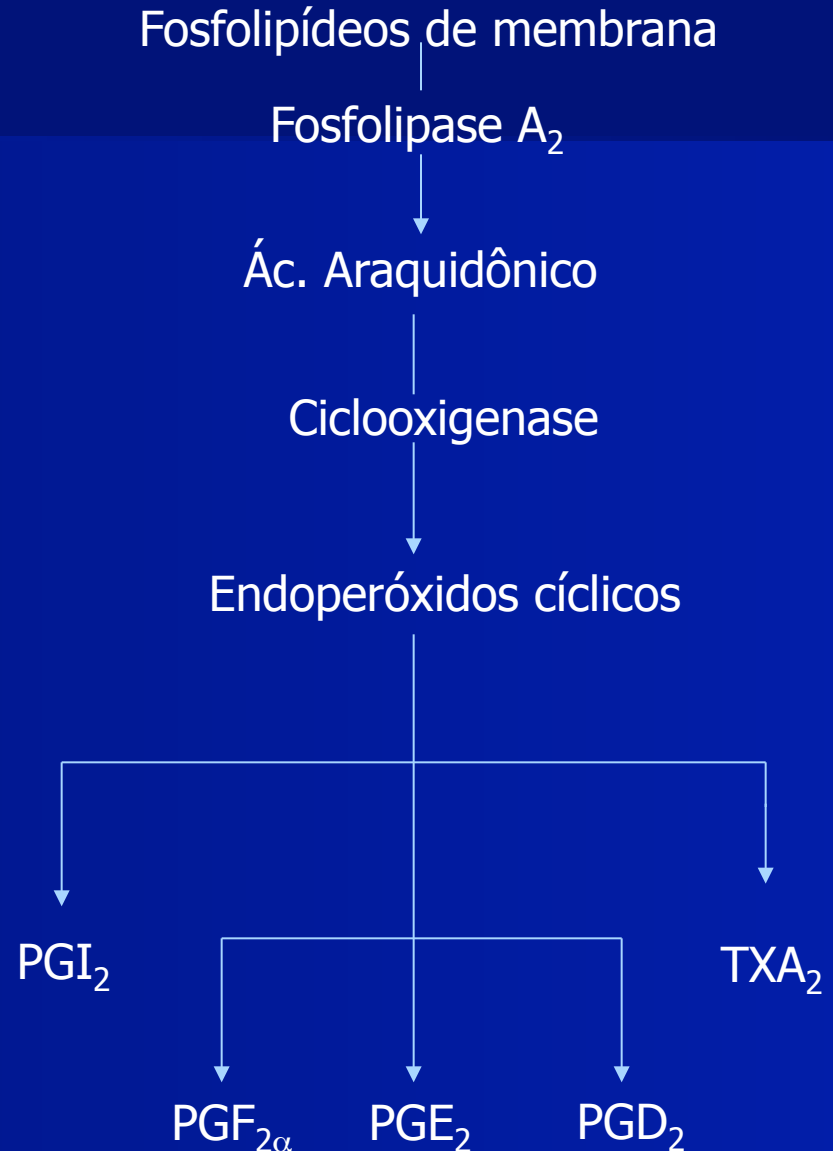 Fosfolipídeos de membrana
Fosfolipase A₂
Ác. Araquidônico
Ciclooxigenase
Endoperóxidos cíclicos
PGI₂
TXA₂
PGF₂α
PGE₂
PGD₂